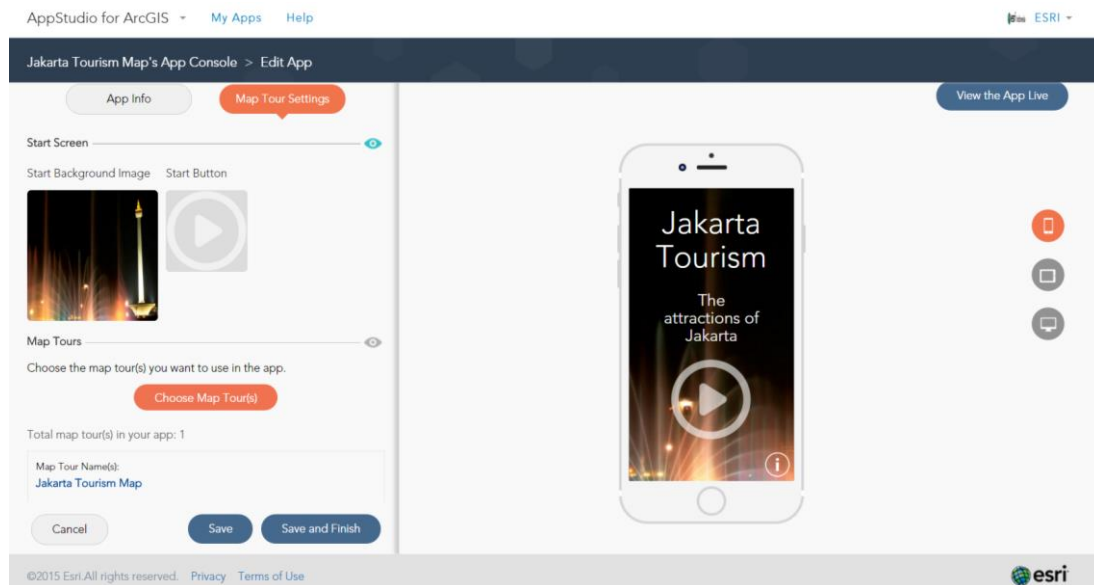 AppStudio for ArcGIS My Apps Help
ESRI
Jakarta Tourism Map's App Console > Edit App
App Info
Map Tour Settings
View the App Live
Start Screen
Start Background Image Start Button
Map Tours
Choose the map tour(s) you want to use in the app.
Choose Map Tour(s)
Total map tour(s) in your app: 1
Map Tour Name(s):
Jakarta Tourism Map
Cancel
Save
Save and Finish
Jakarta
Tourism
The
attractions of
Jakarta
©2015 Esri.All rights reserved. Privacy Terms of Use
esri